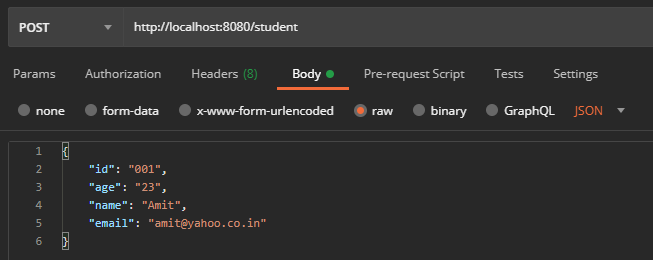 POST http://localhost:8080/student
Params Authorization Headers (8) Body Pre-request Script Tests Settings
none form-data x-www-form-urlencoded raw binary GraphQL JSON
1 {
2 "id": "001",
3 "age": "23",
4 "name": "Amit",
5 "email": "amit@yahoo.co.in"
6 }